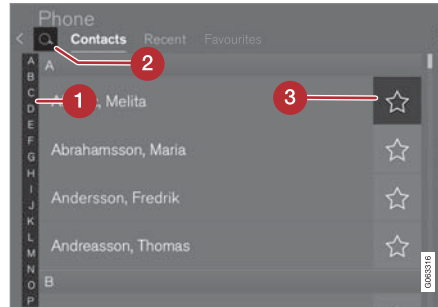 Phone
Contacts Recent Favourites
2
A
B
C
D
E
F
G
H
I
J
K
L
M
N
O
P
A
1
, Melita
3
Abrahamsson, Maria
Andersson, Fredrik
Andreasson, Thomas
B
G063316